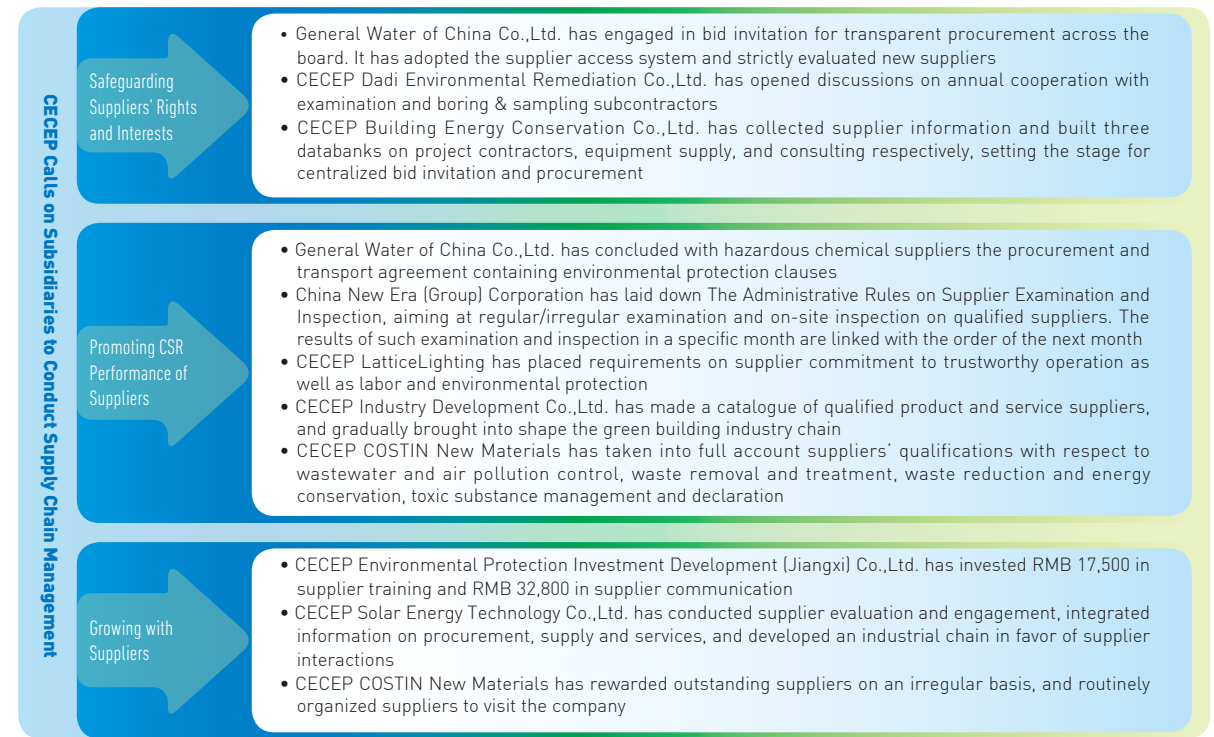 CECEP Calls on Subsidiaries to Conduct Supply Chain Management
Safeguarding
Suppliers' Rights
and Interests
• General Water of China Co.,Ltd. has engaged in bid invitation for transparent procurement across the
board. It has adopted the supplier access system and strictly evaluated new suppliers
• CECEP Dadi Environmental Remediation Co.,Ltd. has opened discussions on annual cooperation with
examination and boring & sampling subcontractors
• CECEP Building Energy Conservation Co.,Ltd. has collected supplier information and built three
databanks on project contractors, equipment supply, and consulting respectively, setting the stage for
centralized bid invitation and procurement
Promoting CSR
Performance of
Suppliers
• General Water of China Co.,Ltd. has concluded with hazardous chemical suppliers the procurement and
transport agreement containing environmental protection clauses
• China New Era (Group) Corporation has laid down The Administrative Rules on Supplier Examination and
Inspection, aiming at regular/irregular examination and on-site inspection on qualified suppliers. The
results of such examination and inspection in a specific month are linked with the order of the next month
• CECEP LatticeLighting has placed requirements on supplier commitment to trustworthy operation as
well as labor and environmental protection
• CECEP Industry Development Co.,Ltd. has made a catalogue of qualified product and service suppliers,
and gradually brought into shape the green building industry chain
• CECEP COSTIN New Materials has taken into full account suppliers' qualifications with respect to
wastewater and air pollution control, waste removal and treatment, waste reduction and energy
conservation, toxic substance management and declaration
Growing with
Suppliers
• CECEP Environmental Protection Investment Development (Jiangxi) Co.,Ltd. has invested RMB 17,500 in
supplier training and RMB 32,800 in supplier communication
• CECEP Solar Energy Technology Co.,Ltd. has conducted supplier evaluation and engagement, integrated
information on procurement, supply and services, and developed an industrial chain in favor of supplier
interactions
• CECEP COSTIN New Materials has rewarded outstanding suppliers on an irregular basis, and routinely
organized suppliers to visit the company